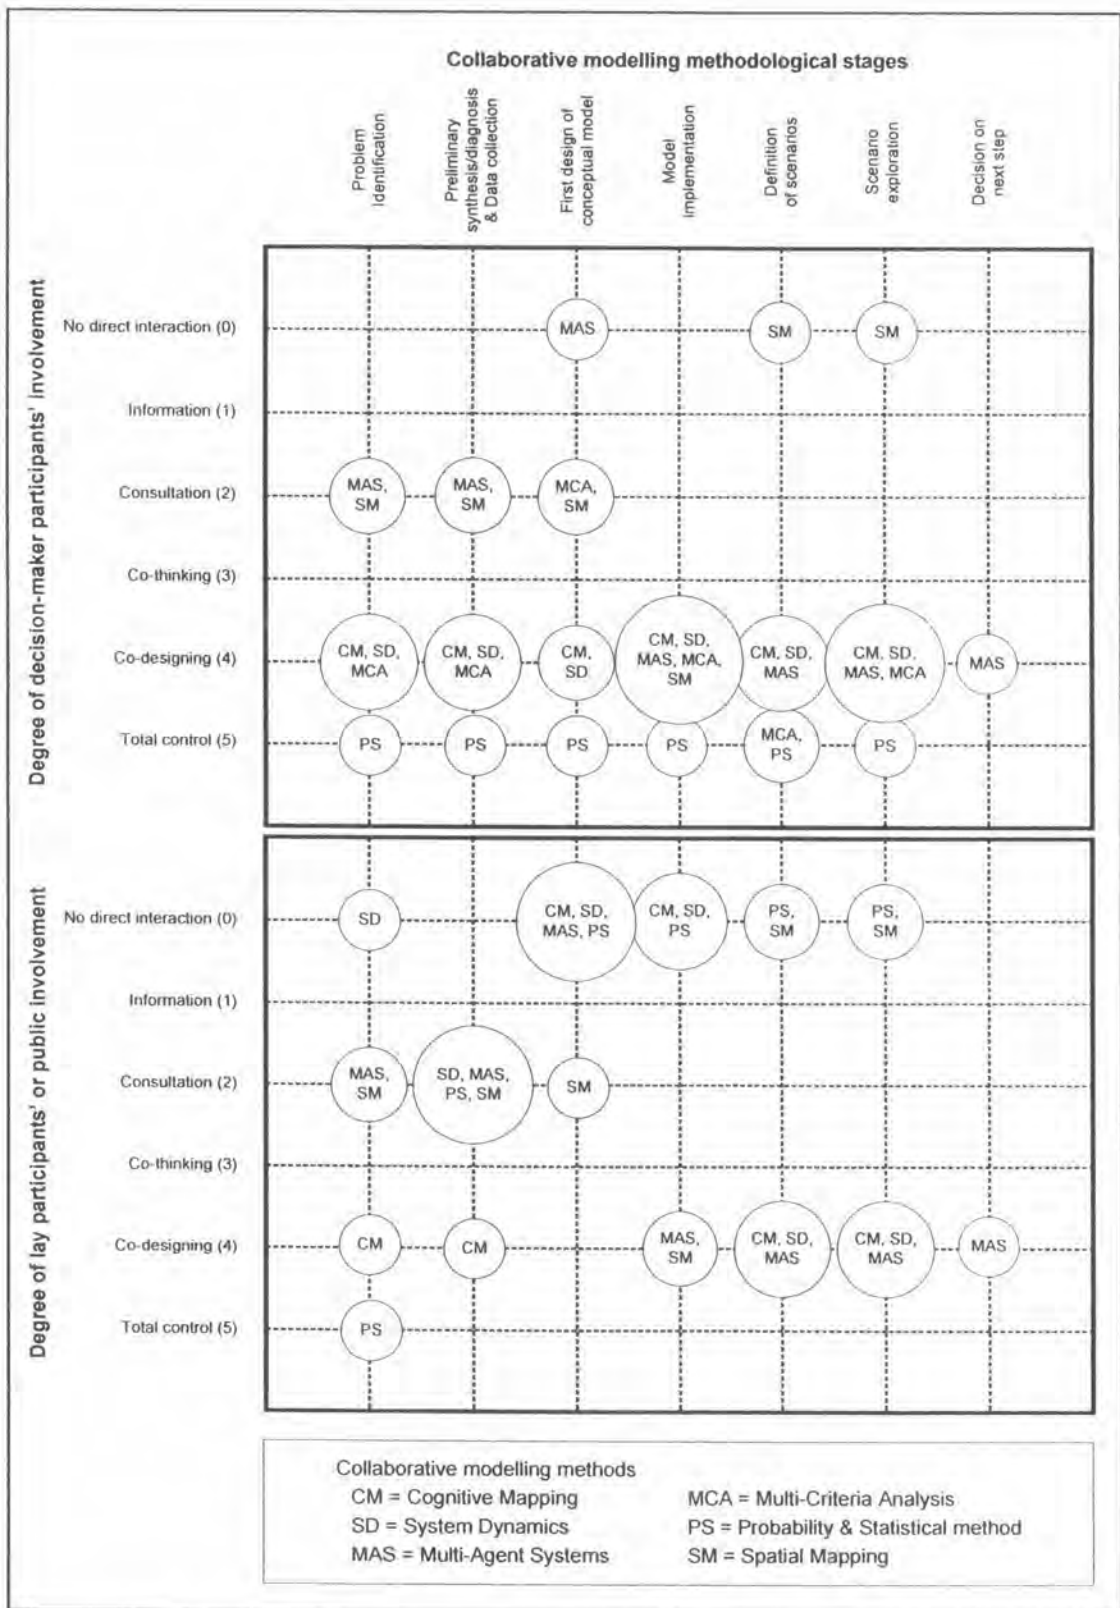 Collaborative modelling methodological stages
Problem
Identification
Preliminary
synthesis/diagnosis
& Data collection
First design of
conceptual model
Model
implementation
Definition
of scenarios
Scenario
exploration
Decision on
next step
Degree of decision-maker participants' involvement
No direct interaction (0)
MAS
SM
SM
Information (1)
Consultation (2)
MAS,
SM
MAS,
SM
MCA,
SM
Co-thinking (3)
Co-designing (4)
CM, SD,
MCA
CM, SD,
MCA
CM,
SD
CM, SD,
MAS, MCA,
SM
CM, SD,
MAS
CM, SD,
MAS, MCA
MAS
Total control (5)
PS
PS
PS
PS
MCA,
PS
PS
Degree of lay participants' or public involvement
No direct interaction (0)
SD
CM, SD,
MAS, PS
CM, SD,
PS
PS,
SM
PS,
SM
Information (1)
Consultation (2)
MAS,
SM
SD, MAS,
PS, SM
SM
Co-thinking (3)
Co-designing (4)
CM
CM
MAS,
SM
CM, SD,
MAS
CM, SD,
MAS
MAS
Total control (5)
PS
Collaborative modelling methods
CM = Cognitive Mapping
MCA = Multi-Criteria Analysis
SD = System Dynamics
PS = Probability & Statistical method
MAS = Multi-Agent Systems
SM = Spatial Mapping